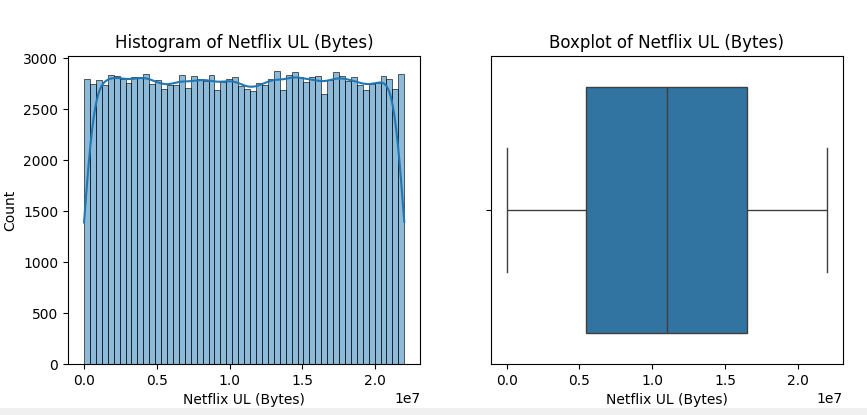 Histogram of Netflix UL (Bytes)
3000
2500
2000
1500
1000
500
0
Count
0.0 0.5 1.0 1.5 2.0
1e7
Netflix UL (Bytes)
Boxplot of Netflix UL (Bytes)
0.0 0.5 1.0 1.5 2.0
1e7
Netflix UL (Bytes)